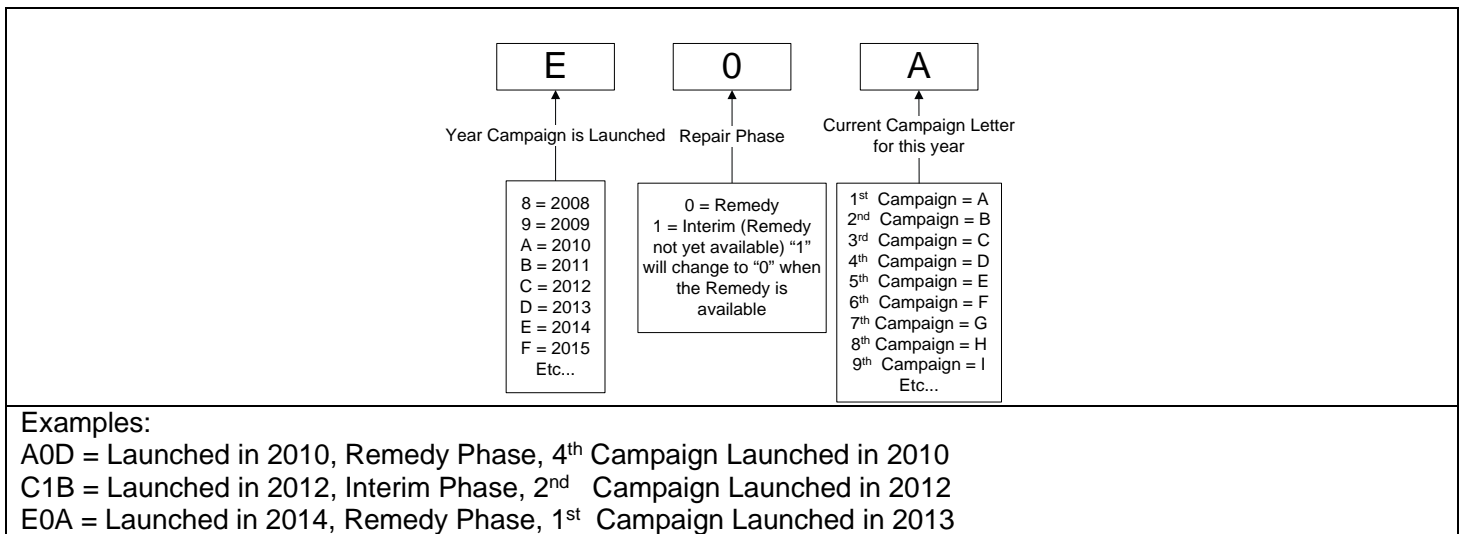 E 0 A
Year Campaign is Launched
Repair Phase
Current Campaign Letter
for this year
8 = 2008
9 = 2009
A = 2010
B = 2011
C = 2012
D = 2013
E = 2014
F = 2015
Etc...
0 = Remedy
1 = Interim (Remedy
not yet available) “1”
will change to “0” when
the Remedy is
available
1st Campaign = A
2nd Campaign = B
3rd Campaign = C
4th Campaign = D
5th Campaign = E
6th Campaign = F
7th Campaign = G
8th Campaign = H
9th Campaign = I
Etc...
Examples:
A0D = Launched in 2010, Remedy Phase, 4th Campaign Launched in 2010
C1B = Launched in 2012, Interim Phase, 2nd Campaign Launched in 2012
E0A = Launched in 2014, Remedy Phase, 1st Campaign Launched in 2013